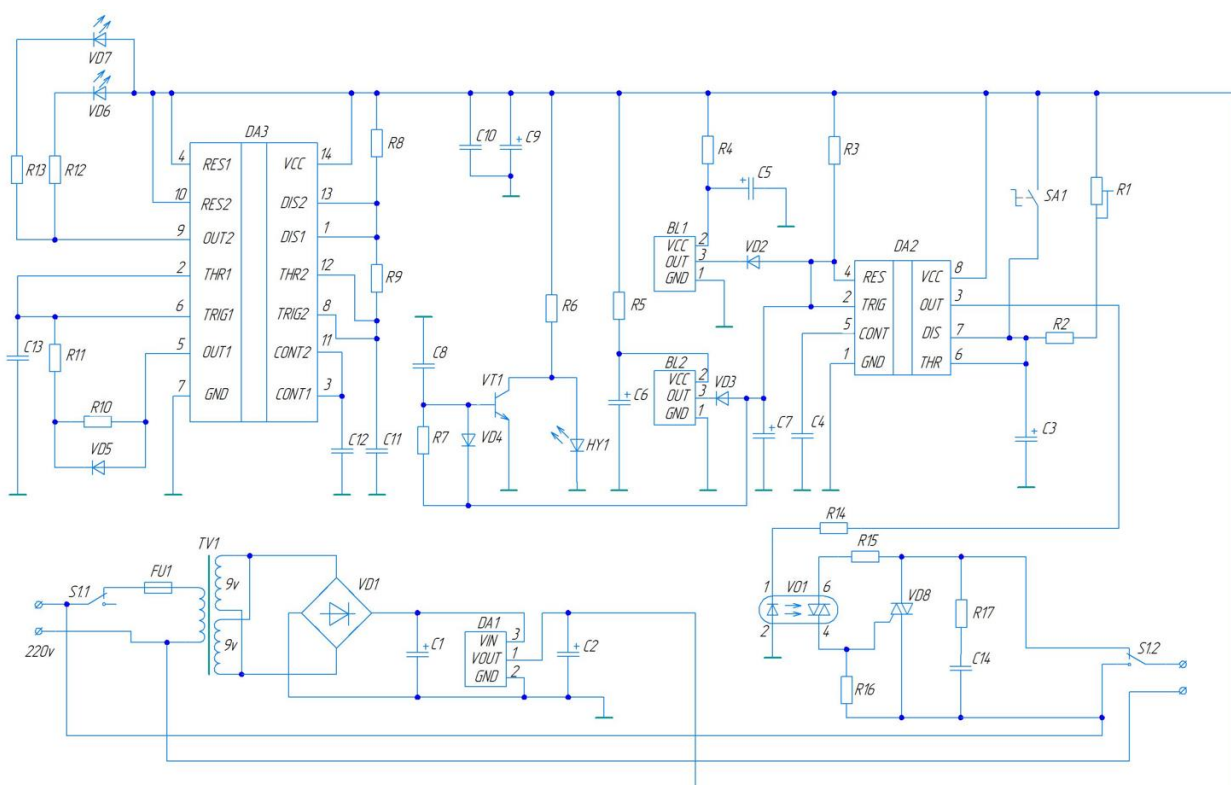 VD7
VD6
R13
R12
DA3
4
RES1
VCC
14
10
RES2
DIS2
13
9
OUT2
DIS1
1
2
THR1
THR2
12
6
TRIG1
TRIG2
8
5
OUT1
CONT2
11
7
GND
CONT1
3
C13
R11
R10
VD5
R8
R9
C12
C11
C10
+
C9
R6
C8
R7
VD4
VT1
HY1
R5
+
C6
R4
+
C5
BL1
VCC
2
OUT
3
GND
1
VD2
BL2
VCC
2
OUT
3
GND
1
VD3
+
C7
C4
R3
DA2
4
RES
VCC
8
2
TRIG
OUT
3
5
CONT
DIS
7
1
GND
THR
6
SA1
R1
R2
+
C3
S1.1
FU1
220v
TV1
9v
9v
VD1
+
C1
DA1
VIN
3
VOUT
1
GND
2
+
C2
R14
R15
1
2
VO1
6
4
VD8
R16
R17
C14
S1.2